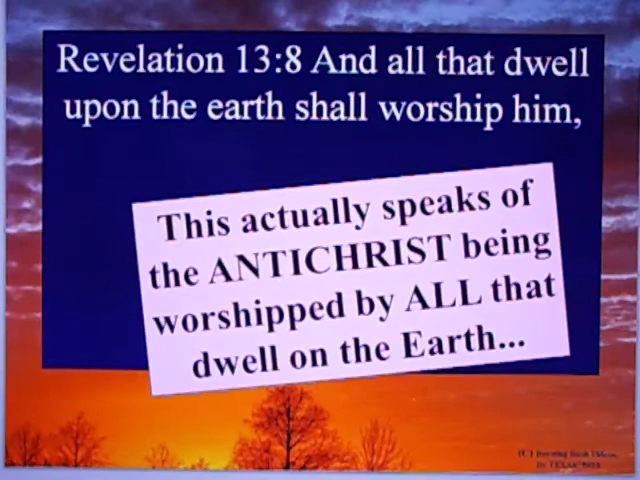 Revelation 13:8 And all that dwell
upon the earth shall worship him,
This actually speaks of
the ANTICHRIST being
worshipped by ALL that
dwell on the Earth...